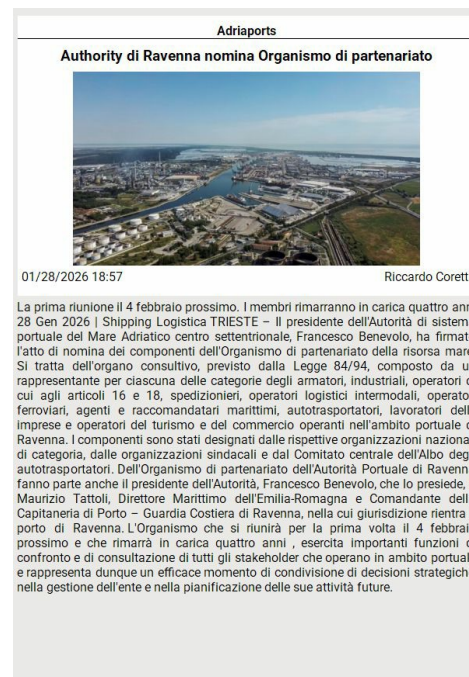 Adriaports
Authority di Ravenna nomina Organismo di partenariato
01/28/2026 18:57
Riccardo Corett
La prima riunione il 4 febbraio prossimo. I membri rimarranno in carica quattro ann
28 Gen 2026 | Shipping Logistica TRIESTE – Il presidente dell'Autorità di sistem
portuale del Mare Adriatico centro settentrionale, Francesco Benevolo, ha firmat
l'atto di nomina dei componenti dell'Organismo di partenariato della risorsa mare
Si tratta dell'organo consultivo, previsto dalla Legge 84/94, composto da u
rappresentante per ciascuna delle categorie degli armatori, industriali, operatori d
cui agli articoli 16 e 18, spedizionieri, operatori logistici intermodali, operato
ferroviari, agenti e raccomandatari marittimi, autotrasportatori, lavoratori dell
imprese e operatori del turismo e del commercio operanti nell'ambito portuale d
Ravenna. I componenti sono stati designati dalle rispettive organizzazioni naziona
di categoria, dalle organizzazioni sindacali e dal Comitato centrale dell'Albo deg
autotrasportatori. Dell'Organismo di partenariato dell'Autorità Portuale di Ravenn
fanno parte anche il presidente dell'Autorità, Francesco Benevolo, che lo presiede,
Maurizio Tattoli, Direttore Marittimo dell'Emilia-Romagna e Comandante dell
Capitaneria di Porto – Guardia Costiera di Ravenna, nella cui giurisdizione rientra
porto di Ravenna. L'Organismo che si riunirà per la prima volta il 4 febbrai
prossimo e che rimarrà in carica quattro anni , esercita importanti funzioni d
confronto e di consultazione di tutti gli stakeholder che operano in ambito portual
e rappresenta dunque un efficace momento di condivisione di decisioni strategich
nella gestione dell'ente e nella pianificazione delle sue attività future.